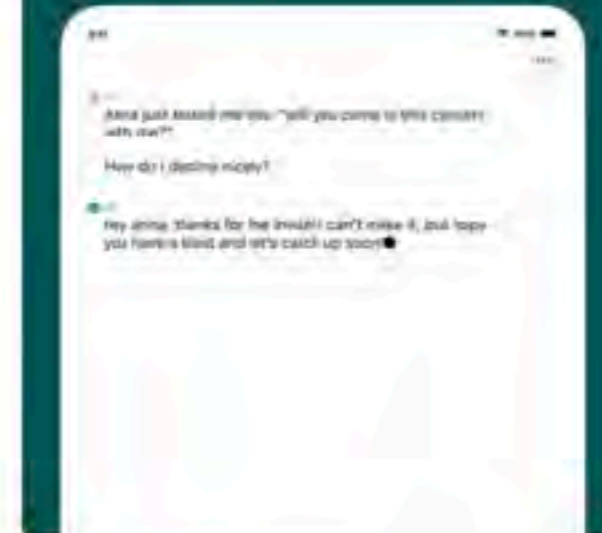 Anna just texted me this: "will you come to this concert
with me?"
How do I decline nicely?
hey anna, thanks for the invite! i can't make it, but hope
you have a blast and let's catch up soon!